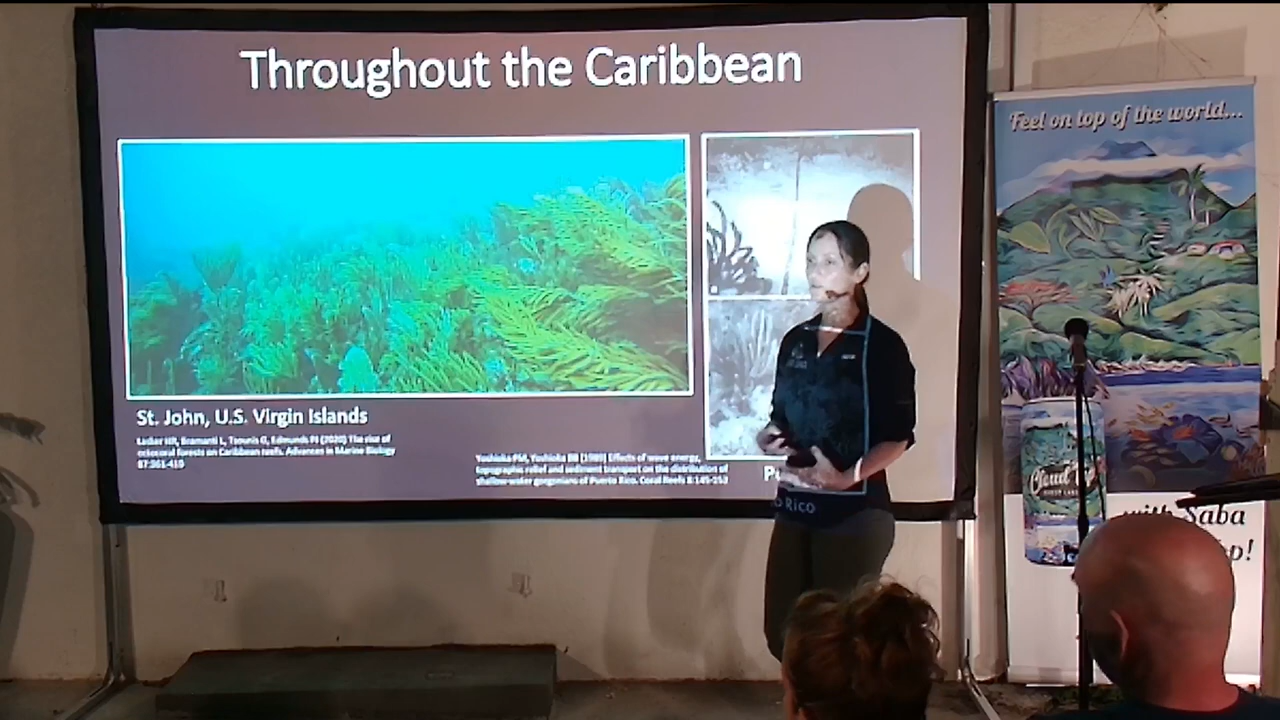 Throughout the Caribbean
St. John, U.S. Virgin Islands
Lasker HR, Bramanti L, Tsounis G, Edmunds PJ (2020) The rise of
octocoral forests on Caribbean reefs. Advances in Marine Biology
87:361-410
Yoshioka PM, Yoshioka BB (1989) Effects of wave energy,
topographic relief and sediment transport on the distribution of
shallow-water gorgonians of Puerto Rico. Coral Reefs 8:145-152
Pu
o Rico
Feel on top of the world...
Cloud
with Saba